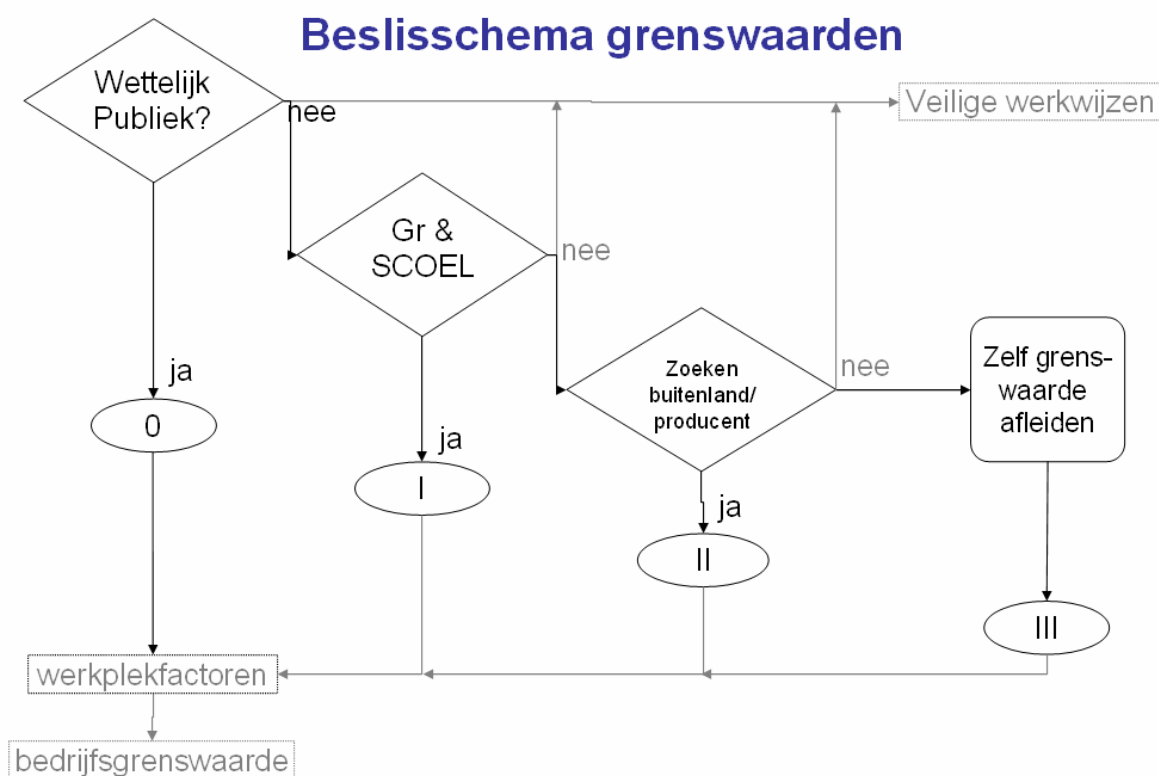 Beslisschema grenswaarden
Wettelijk
Publiek?
nee
Veilige werkwijzen
Gr &
SCOEL
nee
Zoeken
buitenland/
producent
nee
Zelf grens-
waarde
afleiden
ja
0
ja
I
ja
II
III
werkplekfactoren
bedrijfsgrenswaarde